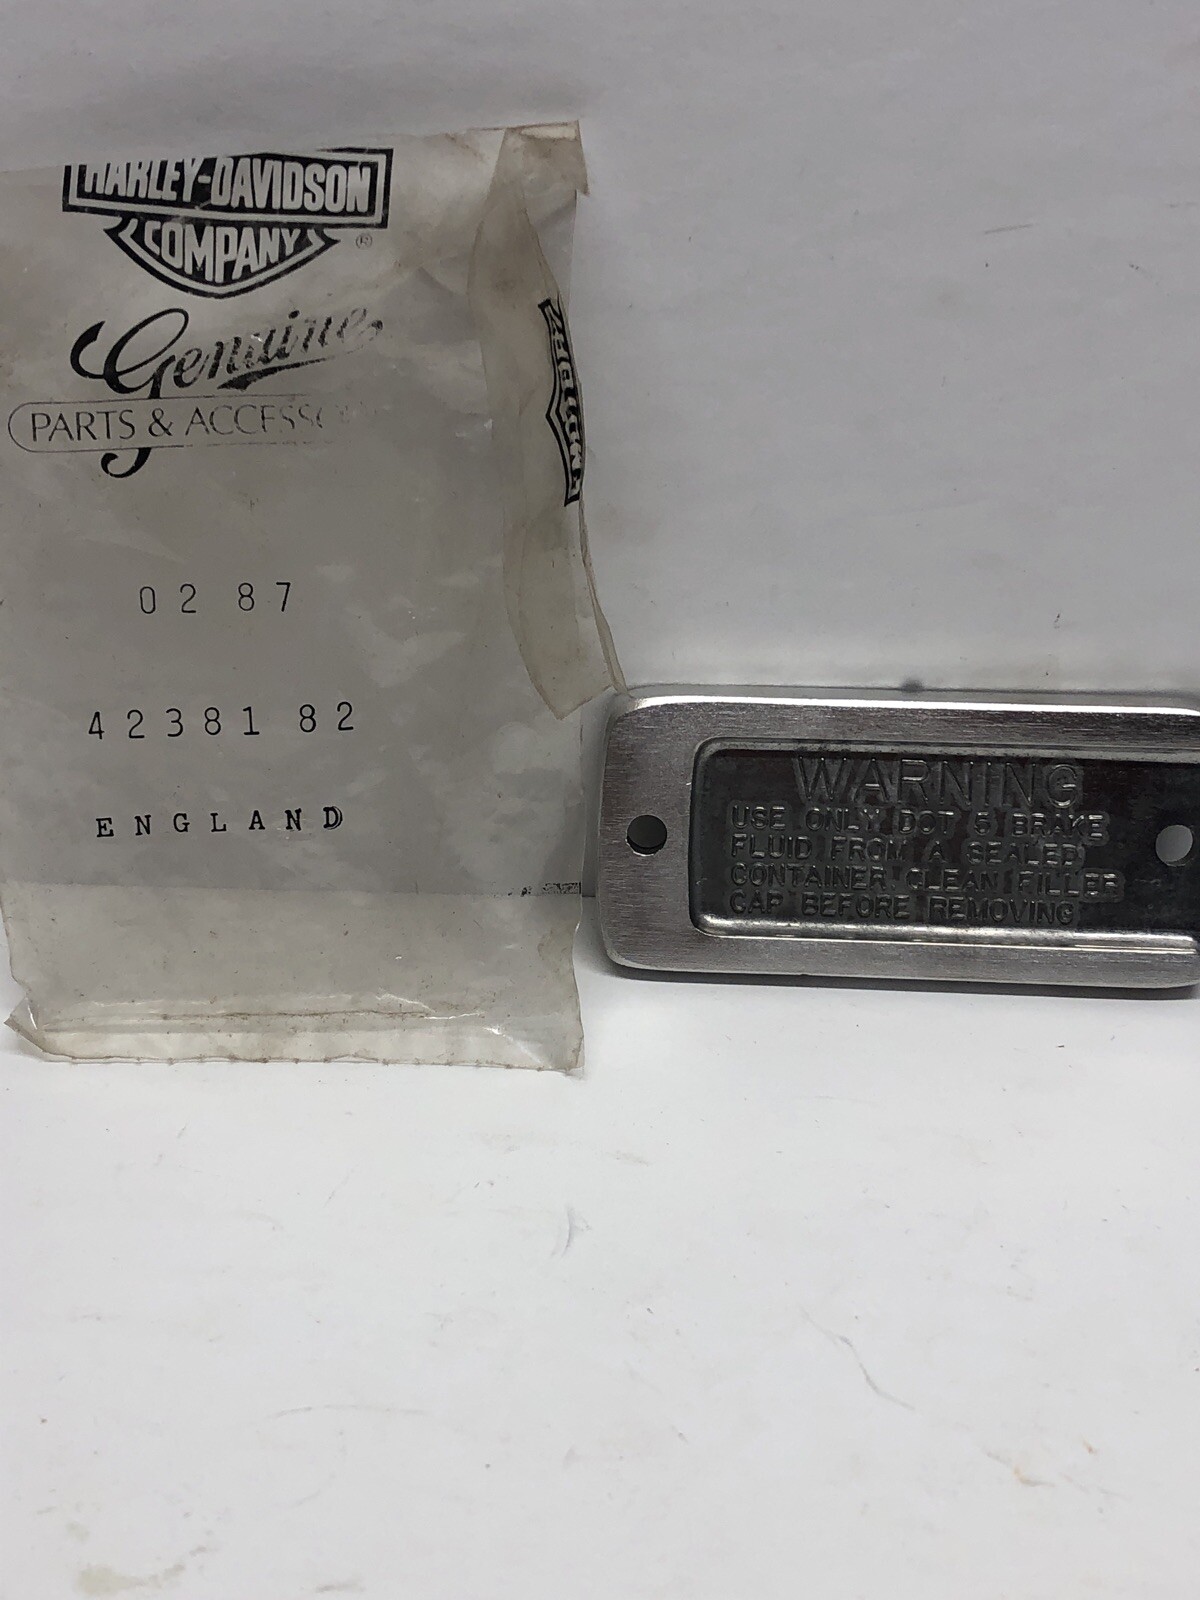 HARLEY-DAVIDSON
COMPANY
®
Genuine
PARTS & ACCESSO
02 87
42381 82
ENGLAND
WARNING
USE ONLY DOT 5 BRAKE
FLUID FROM A SEALED
CONTAINER. CLEAN FILLER
CAP BEFORE REMOVING